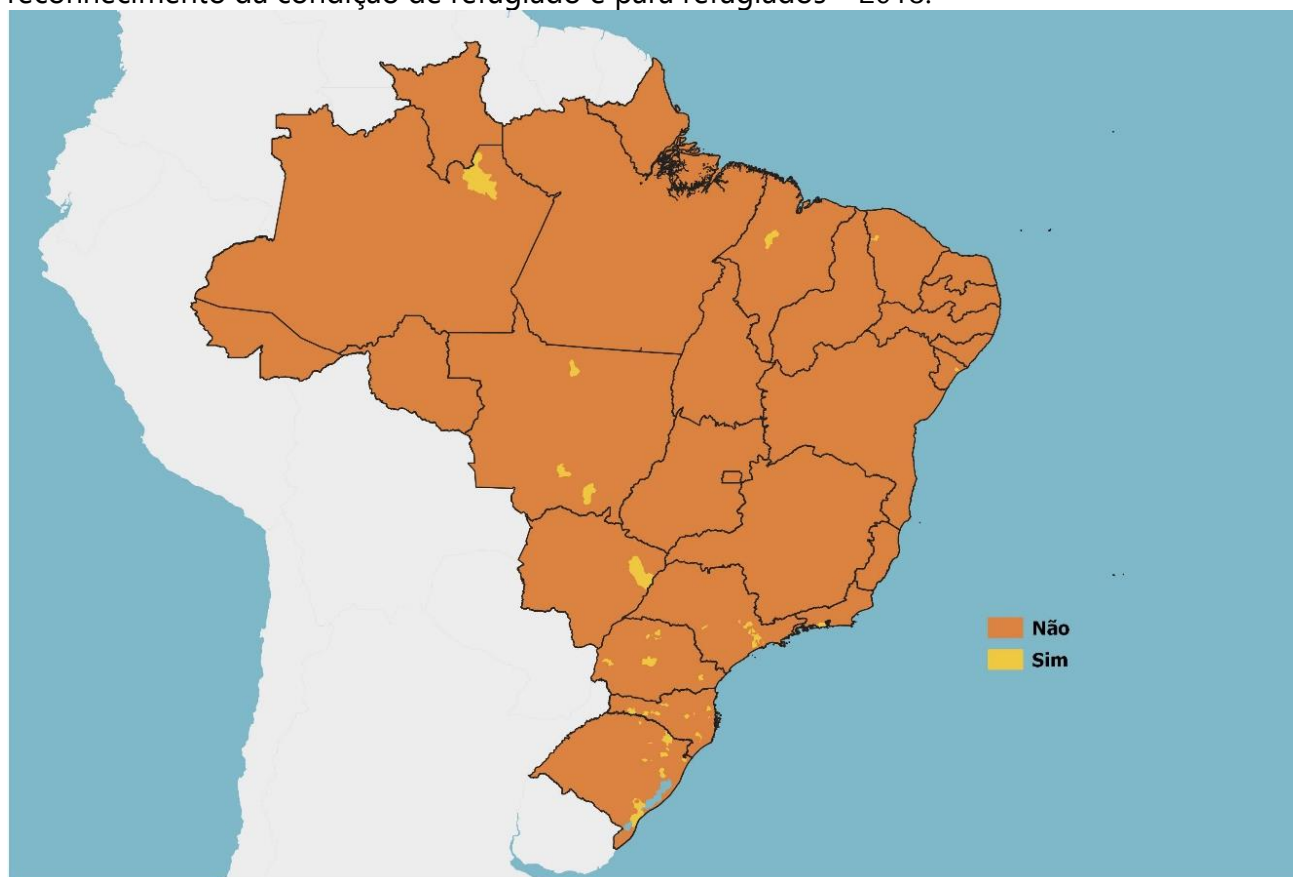 reconhecimento da condição de refugiado e para refugiados – 2018.
Não
Sim